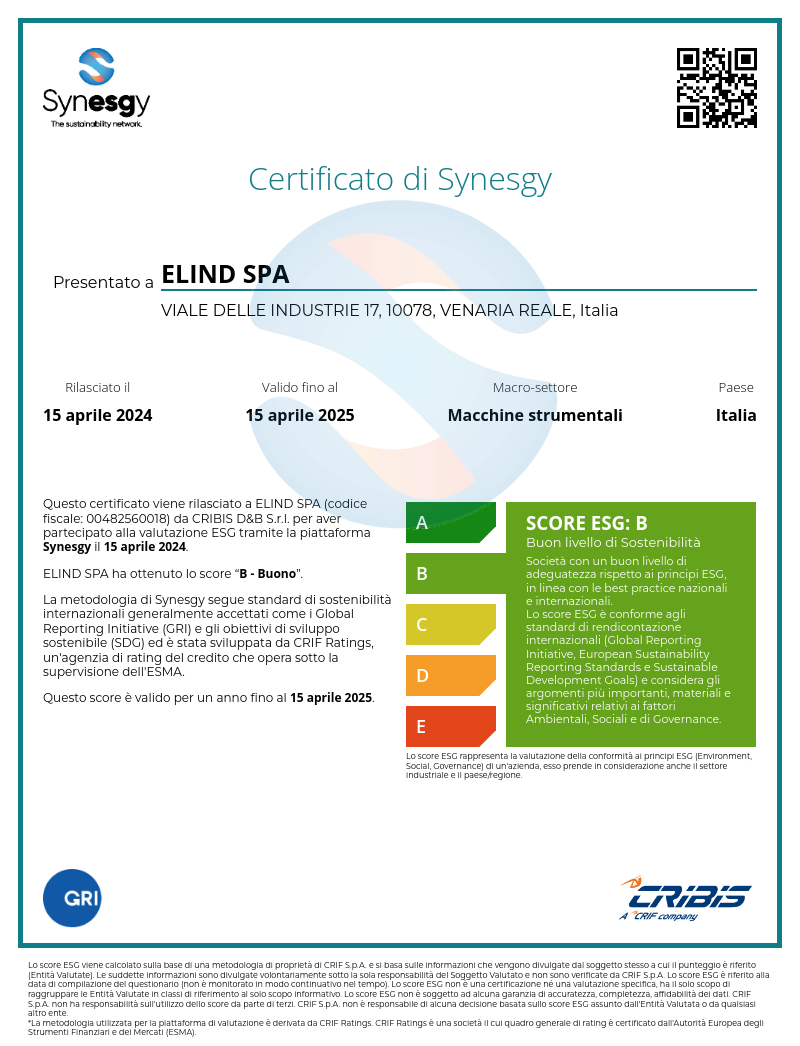 Synesgy
The sustainability network.
Certificato di Synesgy
Presentato a ELIND SPA
VIALE DELLE INDUSTRIE 17, 10078, VENARIA REALE, Italia
Rilasciato il
15 aprile 2024
Valido fino al
15 aprile 2025
Macro-settore
Macchine strumentali
Paese
Italia
Questo certificato viene rilasciato a ELIND SPA (codice
fiscale: 00482560018) da CRIBIS D&B S.r.l. per aver
partecipato alla valutazione ESG tramite la piattaforma
Synesgy il 15 aprile 2024.
ELIND SPA ha ottenuto lo score “B - Buono”.
La metodologia di Synesgy segue standard di sostenibilità
internazionali generalmente accettati come i Global
Reporting Initiative (GRI) e gli obiettivi di sviluppo
sostenibile (SDG) ed è stata sviluppata da CRIF Ratings,
un'agenzia di rating del credito che opera sotto la
supervisione dell'ESMA.
Questo score è valido per un anno fino al 15 aprile 2025.
A
B
C
D
E
SCORE ESG: B
Buon livello di Sostenibilità
Società con un buon livello di
adeguatezza rispetto ai principi ESG,
in linea con le best practice nazionali
e internazionali.
Lo score ESG è conforme agli
standard di rendicontazione
internazionali (Global Reporting
Initiative, European Sustainability
Reporting Standards e Sustainable
Development Goals) e considera gli
argomenti più importanti, materiali e
significativi relativi ai fattori
Ambientali, Sociali e di Governance.
Lo score ESG rappresenta la valutazione della conformità ai principi ESG (Environment,
Social, Governance) di un'azienda, esso prende in considerazione anche il settore
industriale e il paese/regione.
GRI
CRIBIS
A CRIF company
Lo score ESG viene calcolato sulla base di una metodologia di proprietà di CRIF S.p.A. e si basa sulle informazioni che vengono divulgate dal soggetto stesso a cui il punteggio è riferito
(Entità Valutate). Le suddette informazioni sono divulgate volontariamente sotto la sola responsabilità del Soggetto Valutato e non sono verificate da CRIF S.p.A. Lo score ESG è riferito alla
data di compilazione del questionario (non è monitorato in modo continuativo nel tempo). Lo score ESG non è una certificazione né una valutazione specifica, ha il solo scopo di
raggruppare le Entità Valutate in classi di riferimento al solo scopo informativo. Lo score ESG non è soggetto ad alcuna garanzia di accuratezza, completezza, affidabilità dei dati. CRIF
S.p.A. non ha responsabilità sull'utilizzo dello score da parte di terzi. CRIF S.p.A. non è responsabile di alcuna decisione basata sullo score ESG assunto dall'Entità Valutata o da qualsiasi
altro ente.
*La metodologia utilizzata per la piattaforma di valutazione è derivata da CRIF Ratings. CRIF Ratings è una società il cui quadro generale di rating è certificato dall'Autorità Europea degli
Strumenti Finanziari e dei Mercati (ESMA).